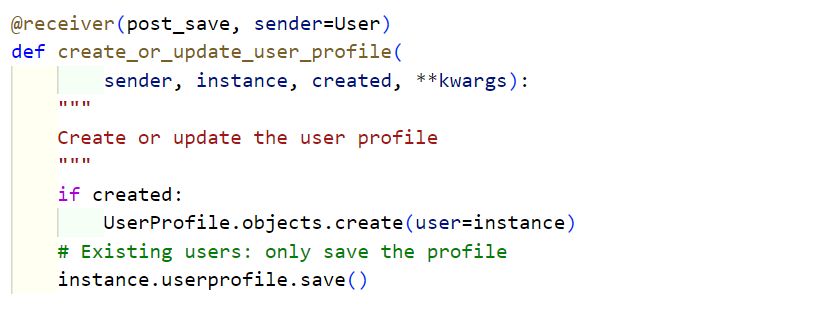 @receiver(post_save, sender=User)
def create_or_update_user_profile(
        sender, instance, created, **kwargs):
    """
    Create or update the user profile
    """
    if created:
        UserProfile.objects.create(user=instance)
    # Existing users: only save the profile
    instance.userprofile.save()